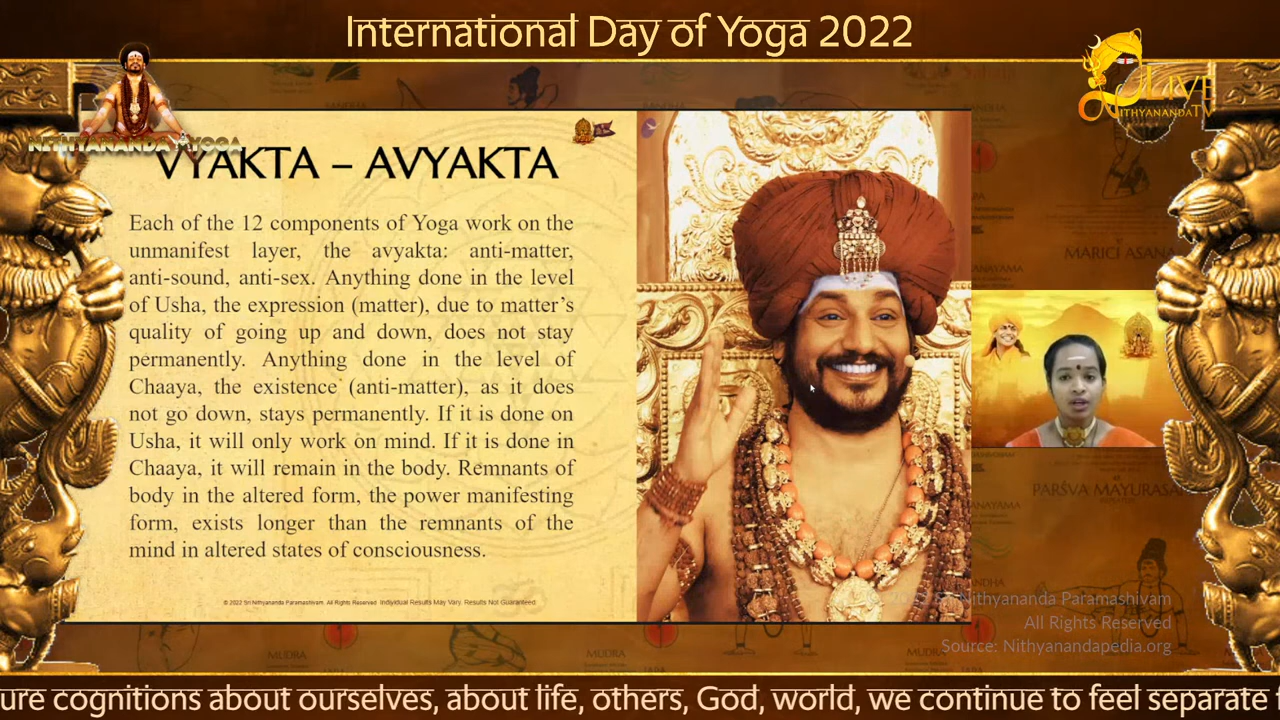 International Day of Yoga 2022
LIVE
NITHYANANDATV
NITHYANANDA YOGA
VYAKTA – AVYAKTA
Each of the 12 components of Yoga work on the
unmanifest layer, the avyakta: anti-matter,
anti-sound, anti-sex. Anything done in the level
of Usha, the expression (matter), due to matter's
quality of going up and down, does not stay
permanently. Anything done in the level of
Chaaya, the existence (anti-matter), as it does
not go down, stays permanently. If it is done on
Usha, it will only work on mind. If it is done in
Chaaya, it will remain in the body. Remnants of
body in the altered form, the power manifesting
form, exists longer than the remnants of the
mind in altered states of consciousness.
© 2022 Sri Nithyananda Paramashivam. All Rights Reserved Individual Results May Vary. Results Not Guaranteed
MARICI ASANA
PARŚVA MAYURASA
Nithyananda Paramashivam
All Rights Reserved
Source: Nithyanandapedia.org
MUDRA
MUDRA
ure cognitions about ourselves, about life, others, God, world, we continue to feel separate